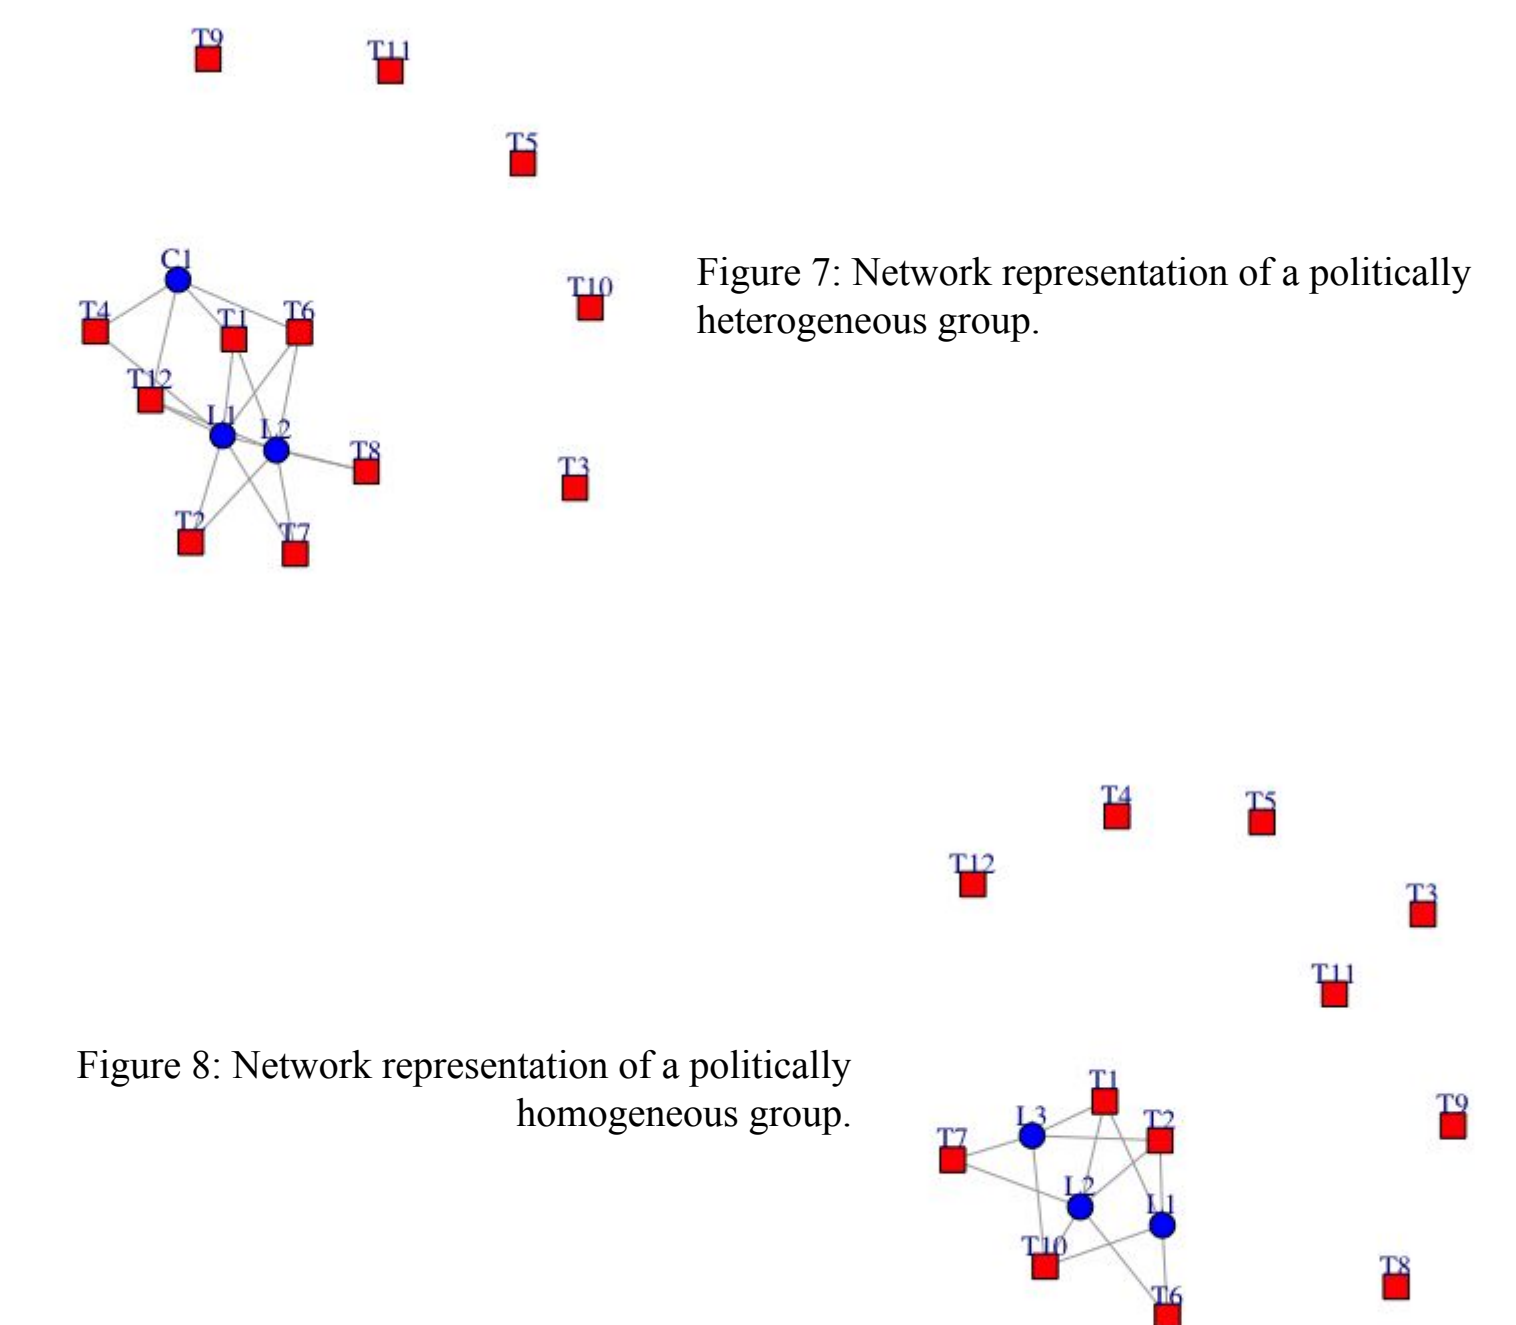 T9
T11
T5
C1
T10
Figure 7: Network representation of a politically
heterogeneous group.
T4
T1
T6
T12
L1
L2
T8
T3
T2
T7
T4
T5
T12
T3
T11
Figure 8: Network representation of a politically
homogeneous group.
T1
L3
T2
T9
T7
L2
L1
T10
T8
T6